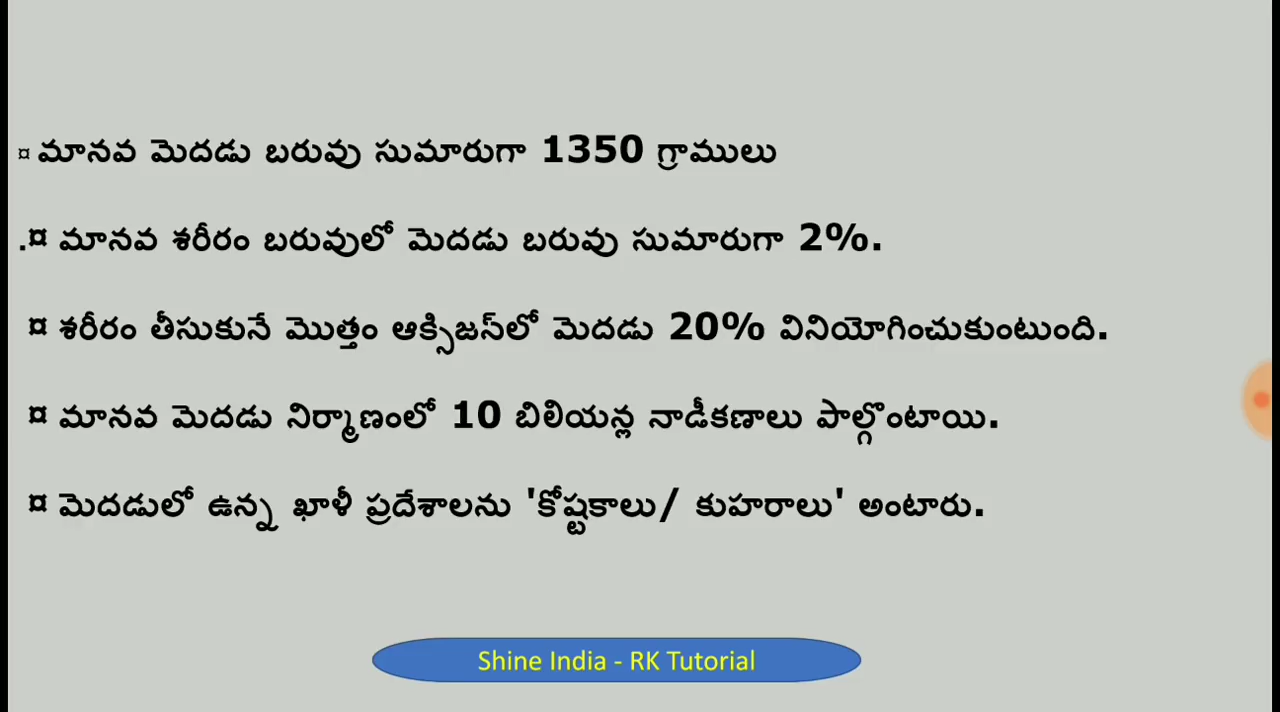 ¤ మానవ మెదడు బరువు సుమారుగా 1350 గ్రాములు
.¤ మానవ శరీరం బరువులో మెదడు బరువు సుమారుగా 2%.
¤ శరీరం తీసుకునే మొత్తం ఆక్సిజన్‌లో మెదడు 20% వినియోగించుకుంటుంది.
¤ మానవ మెదడు నిర్మాణంలో 10 బిలియన్ల నాడీకణాలు పాల్గొంటాయి.
¤ మెదడులో ఉన్న ఖాళీ ప్రదేశాలను 'కోష్టకాలు/ కుహరాలు' అంటారు.
Shine India - RK Tutorial